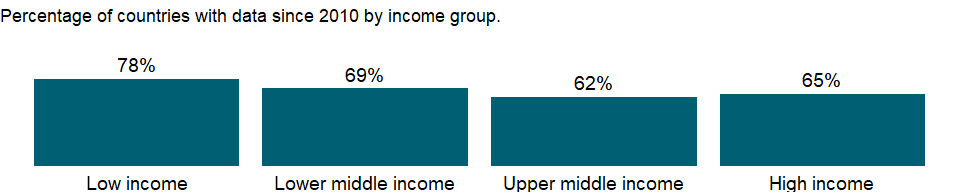 Percentage of countries with data since 2010 by income group.
78%
69%
62%
65%
Low income
Lower middle income
Upper middle income
High income